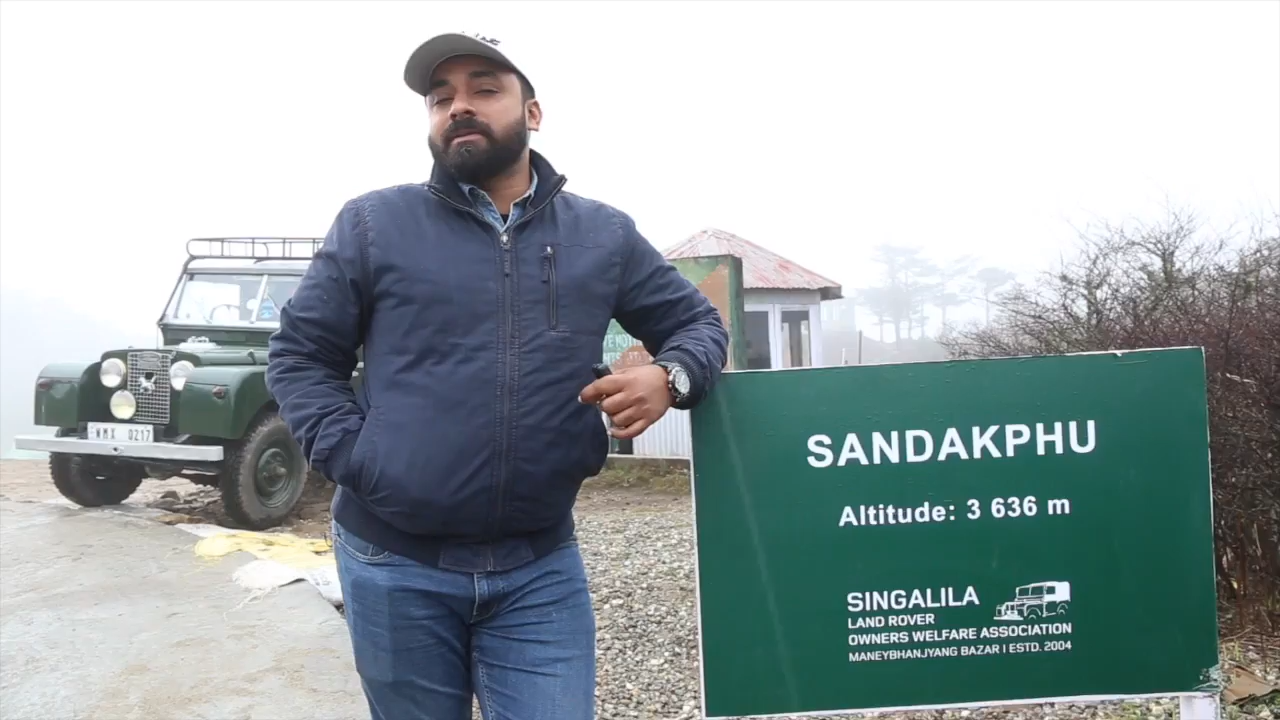 WMX 0217
SANDAKPHU
Altitude: 3 636 m
SINGALILA
LAND ROVER
OWNERS WELFARE ASSOCIATION
MANEYBHANJYANG BAZAR I ESTD. 2004